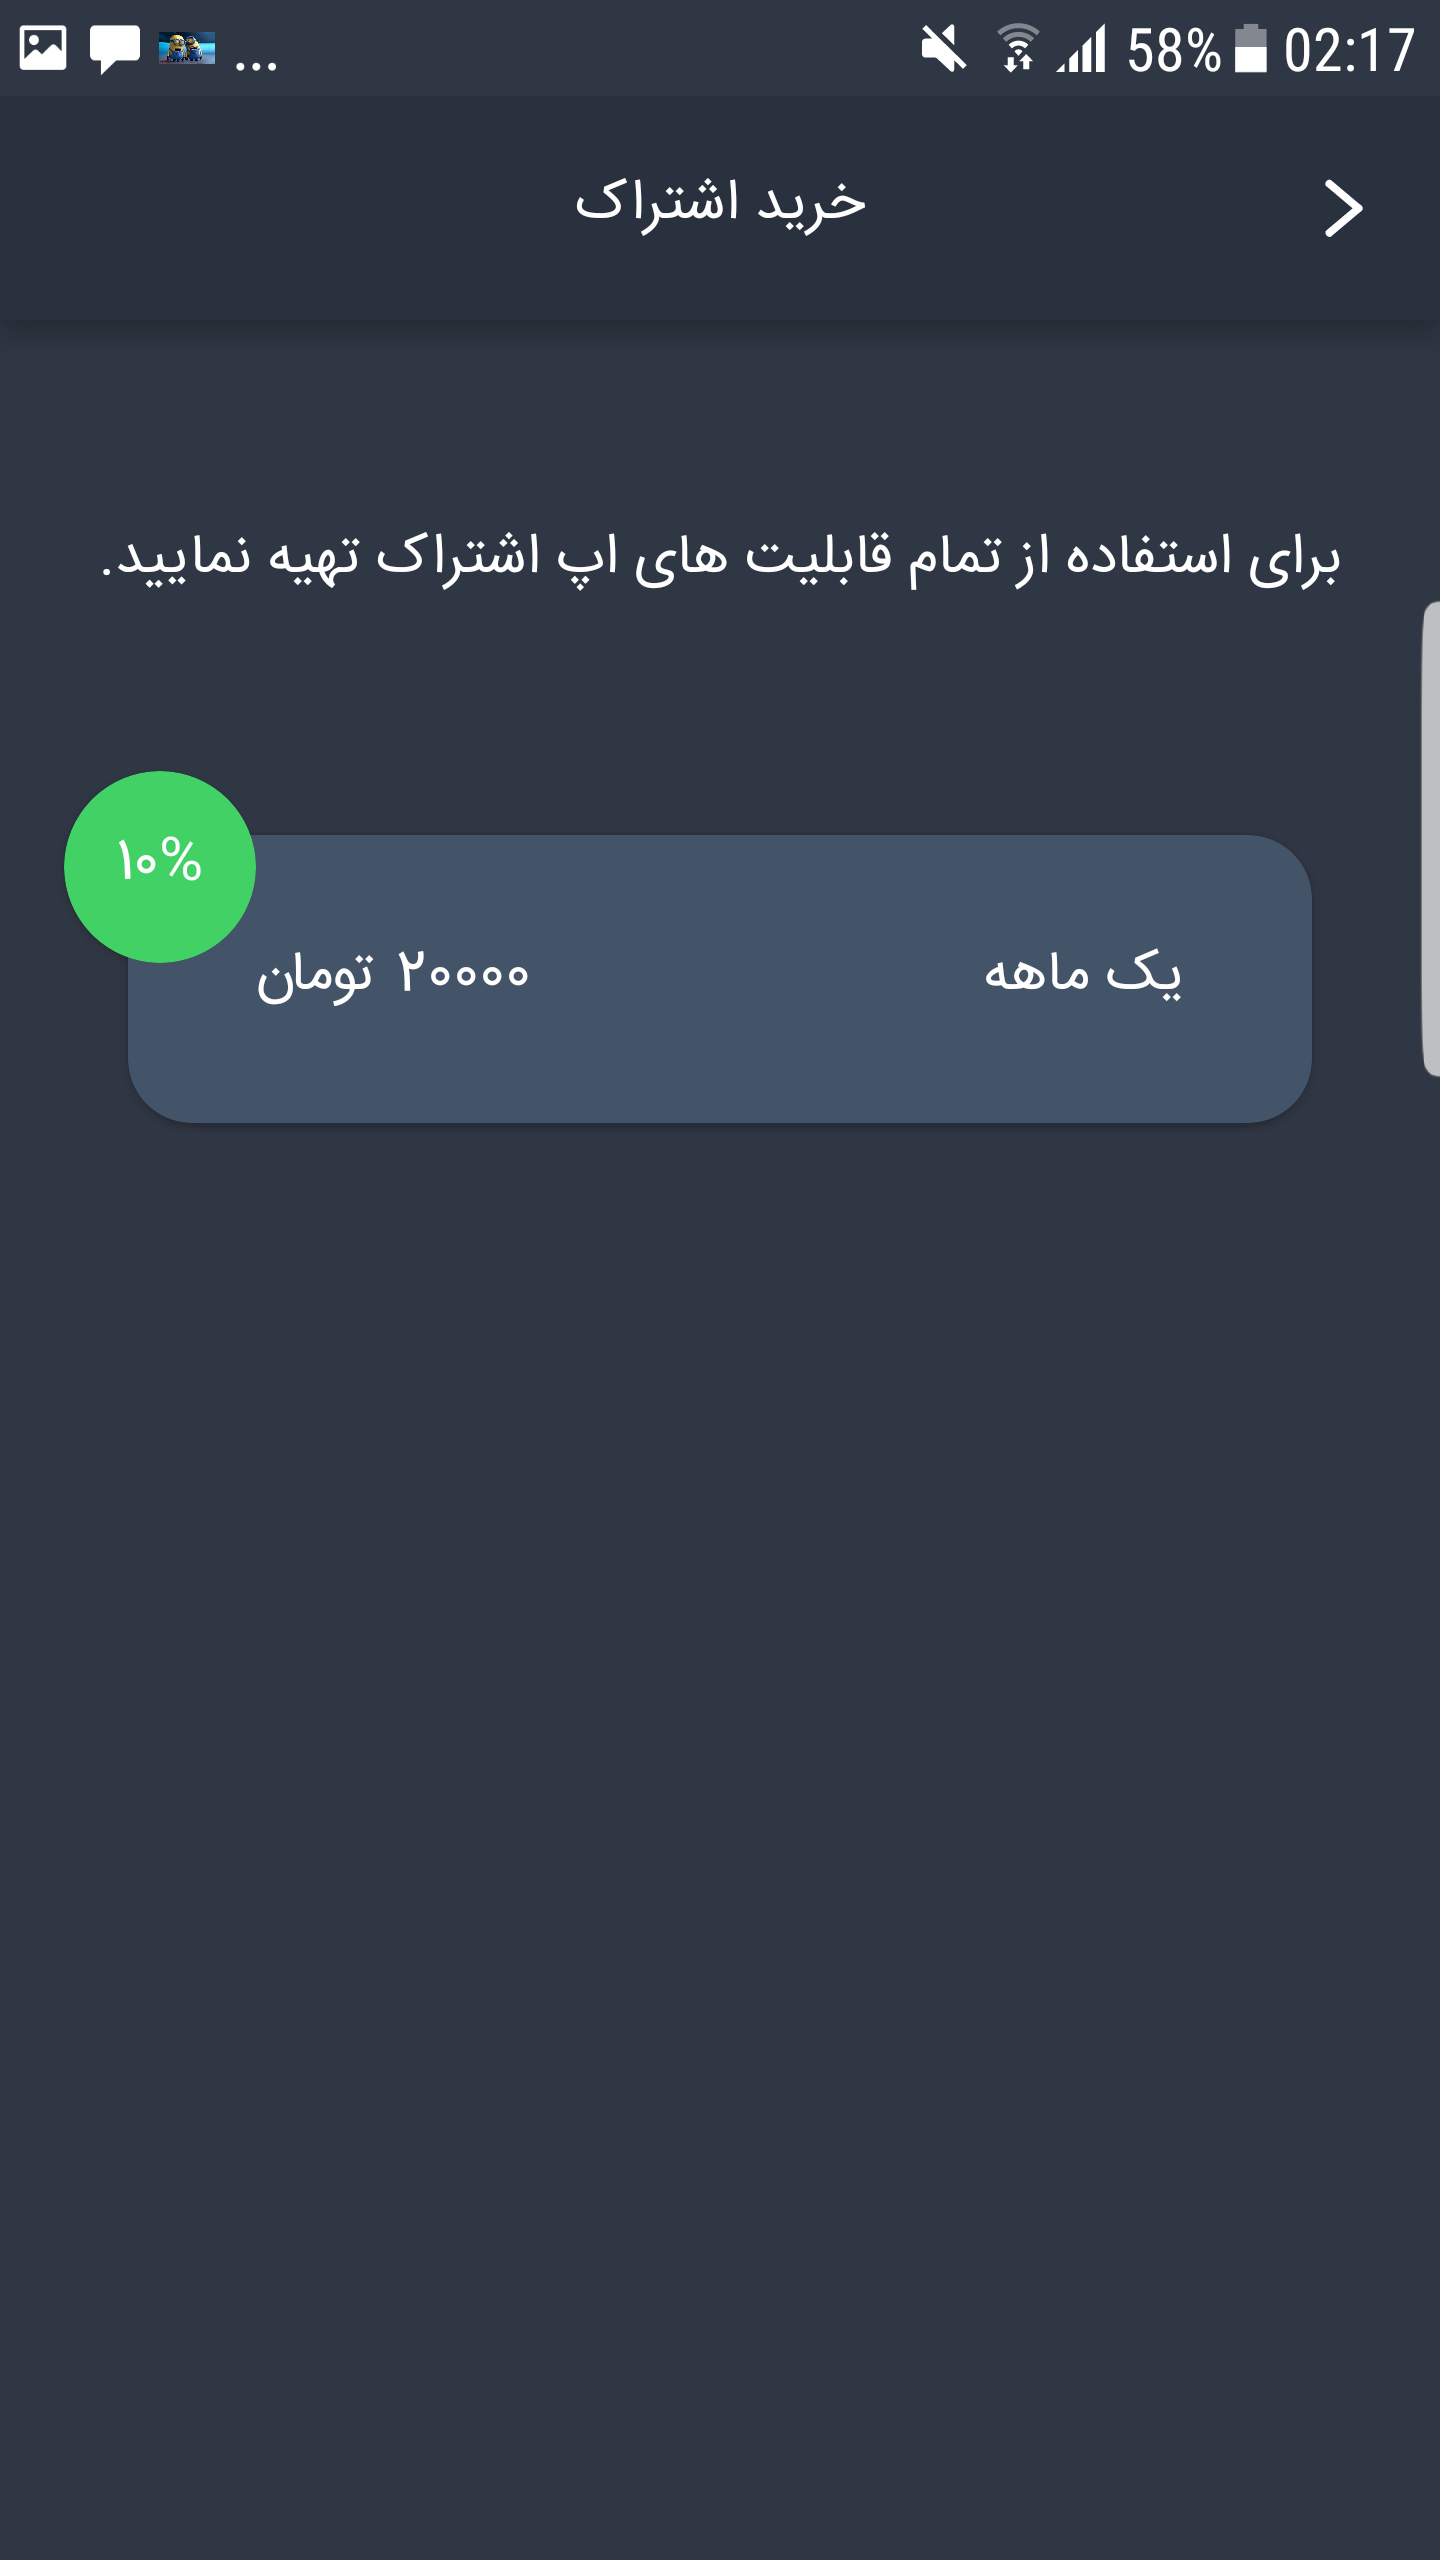 ... 58% 02:17
خرید اشتراک
برای استفاده از تمام قابلیت های اپ اشتراک تهیه نمایید.
۱۰%
یک ماهه
۲۰۰۰۰ تومان